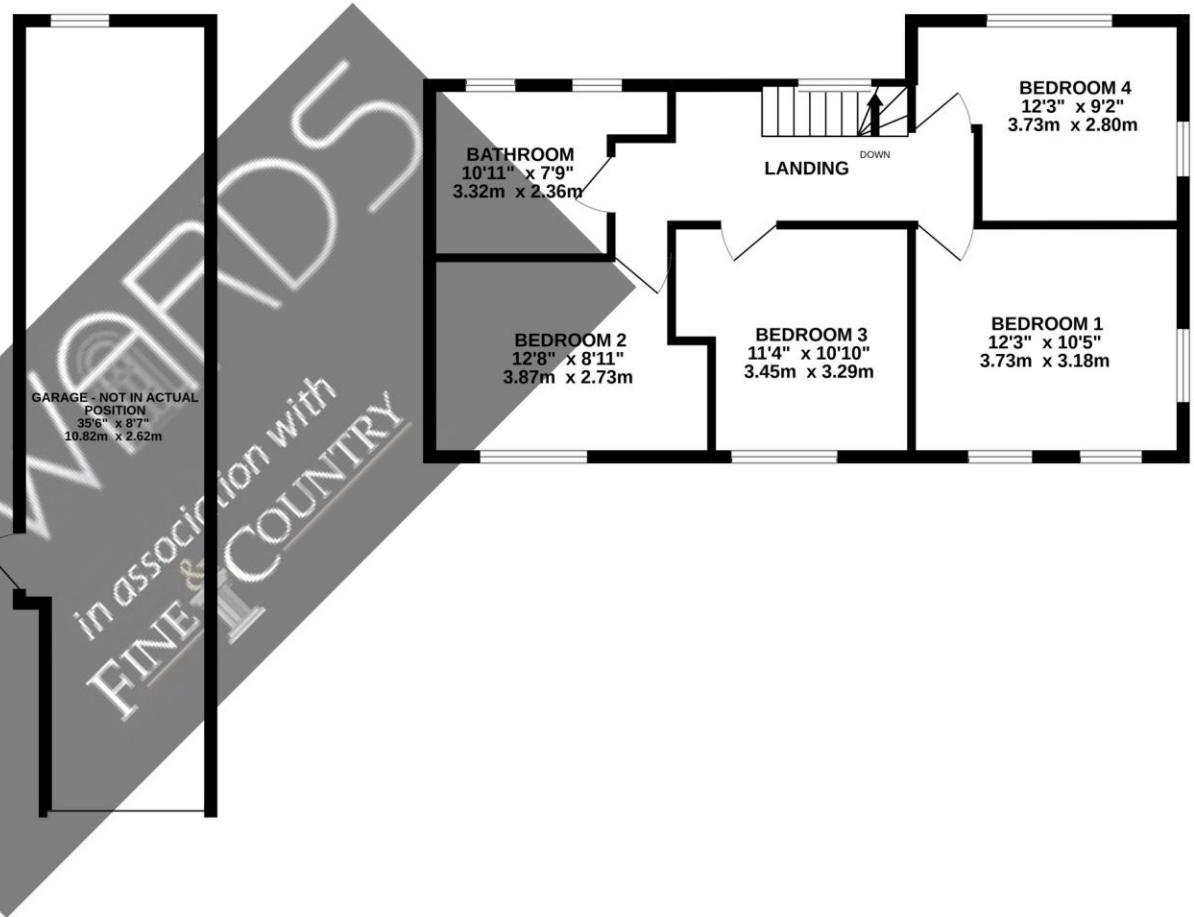 BEDROOM 4
12'3" x 9'2"
3.73m x 2.80m
BATHROOM
10'11" x 7'9"
3.32m x 2.36m
DOWN
LANDING
BEDROOM 2
12'8" x 8'11"
3.87m x 2.73m
BEDROOM 3
11'4" x 10'10"
3.45m x 3.29m
BEDROOM 1
12'3" x 10'5"
3.73m x 3.18m
GARAGE - NOT IN ACTUAL
POSITION
35'6" x 8'7"
10.82m x 2.62m
WARDS
in association with
FINE & COUNTRY